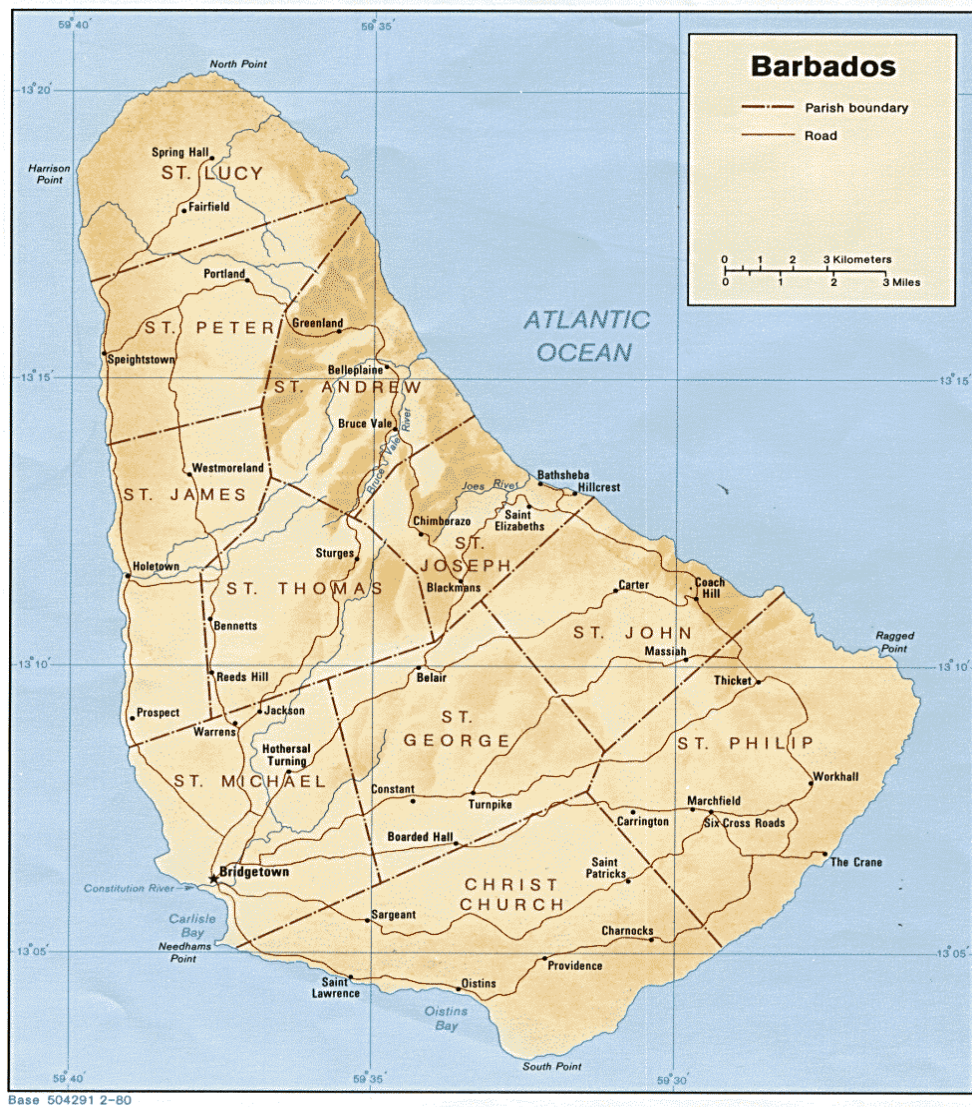 59°40'
59°35'
North Point
13°20'
Barbados
Parish boundary
Road
0 1 2 3 Kilometers
0 1 2 3 Miles
Spring Hall
ST. LUCY
Harrison
Point
Fairfield
Portland
ST. PETER
Greenland
ATLANTIC
OCEAN
Speightstown
Belleplaine
13°15'
13°15'
ST. ANDREW
Bruce Vale
Bruce Vale River
Westmoreland
ST. JAMES
Joes River
Bathsheba
Hillcrest
Saint
Elizabeths
Chimborazo
ST.
JOSEPH
Sturges
Holetown
ST. THOMAS
Blackmans
Carter
Coach
Hill
Bennetts
ST. JOHN
Ragged
Point
13°10'
13°10'
Massiah
Reeds Hill
Belair
Thicket
Prospect
Jackson
Warrens
ST.
GEORGE
ST. PHILIP
Hothersal
Turning
ST. MICHAEL
Constant
Turnpike
Workhall
Marchfield
Carrington
Six Cross Roads
Boarded Hall
The Crane
Saint
Patricks
Bridgetown
Constitution River
CHRIST
CHURCH
Carlisle
Bay
Sargeant
Charnocks
Needhams
Point
13°05'
13°05'
Providence
Saint
Lawrence
Oistins
Oistins
Bay
South Point
59°40'
59°35'
59°30'
Base 504291 2-80